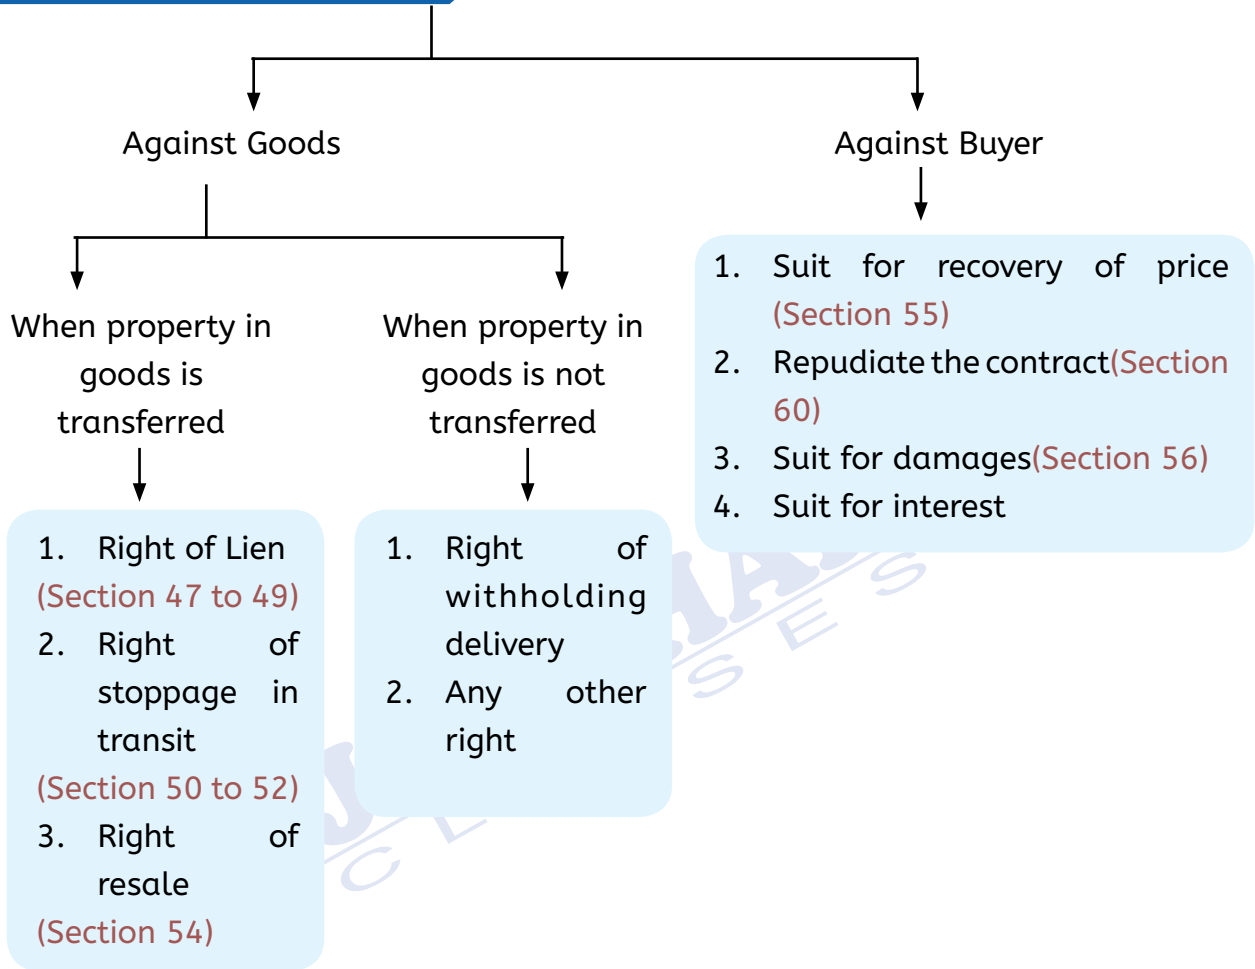 Against Goods
Against Buyer
When property in
goods is
transferred
When property in
goods is not
transferred
1. Suit for recovery of price
(Section 55)
2. Repudiate the contract(Section
60)
3. Suit for damages(Section 56)
4. Suit for interest
1. Right of Lien
(Section 47 to 49)
2. Right of
stoppage in
transit
(Section 50 to 52)
3. Right of
resale
(Section 54)
1. Right of
withholding
delivery
2. Any other
right